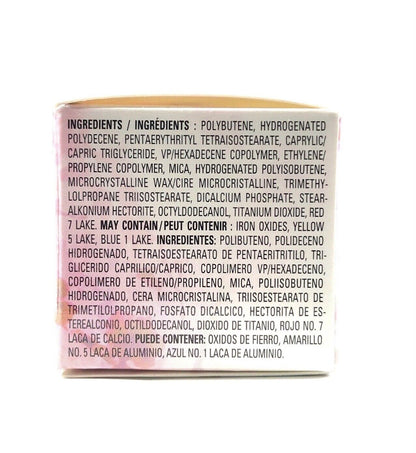 INGREDIENTS / INGRÉDIENTS : POLYBUTENE, HYDROGENATED
POLYDECENE, PENTAERYTHRITYL TETRAISOSTEARATE, CAPRYLIC/
CAPRIC TRIGLYCERIDE, VP/HEXADECENE COPOLYMER, ETHYLENE/
PROPYLENE COPOLYMER, MICA, HYDROGENATED POLYISOBUTENE,
MICROCRYSTALLINE WAX/CIRE MICROCRISTALLINE, TRIMETHY-
LOLPROPANE TRIISOSTEARATE, DICALCIUM PHOSPHATE, STEAR-
ALKONIUM HECTORITE, OCTYLDODECANOL, TITANIUM DIOXIDE, RED
7 LAKE. MAY CONTAIN/PEUT CONTENIR : IRON OXIDES, YELLOW
5 LAKE, BLUE 1 LAKE. INGREDIENTES: POLIBUTENO, POLIDECENO
HIDROGENADO, TETRAISOESTEARATO DE PENTAERITRITILO, TRI-
GLICERIDO CAPRILICO/CAPRICO, COPOLIMERO VP/HEXADECENO,
COPOLIMERO DE ETILENO/PROPILENO, MICA, POLIISOBUTENO
HIDROGENADO, CERA MICROCRISTALINA, TRIISOESTEARATO DE
TRIMETILOLPROPANO, FOSFATO DICALCICO, HECTORITA DE ES-
TEREALCONIO, OCTILDODECANOL, DIOXIDO DE TITANIO, ROJO NO. 7
LACA DE CALCIO. PUEDE CONTENER: OXIDOS DE FIERRO, AMARILLO
NO. 5 LACA DE ALUMINIO, AZUL NO. 1 LACA DE ALUMINIO.